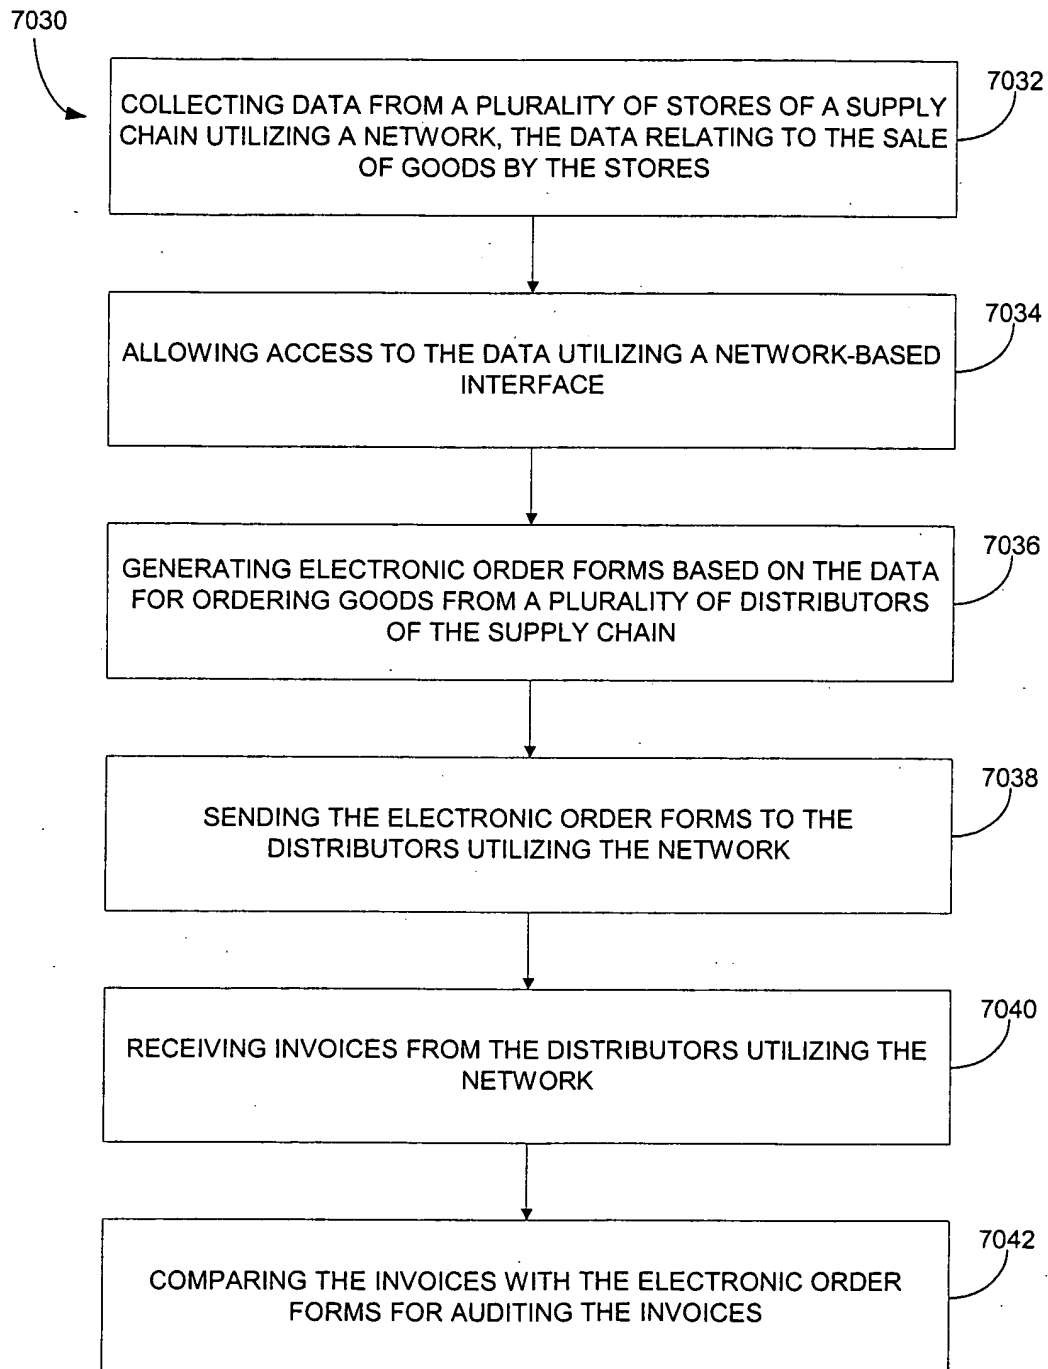 7030
7032
COLLECTING DATA FROM A PLURALITY OF STORES OF A SUPPLY
CHAIN UTILIZING A NETWORK, THE DATA RELATING TO THE SALE
OF GOODS BY THE STORES
7034
ALLOWING ACCESS TO THE DATA UTILIZING A NETWORK-BASED
INTERFACE
7036
GENERATING ELECTRONIC ORDER FORMS BASED ON THE DATA
FOR ORDERING GOODS FROM A PLURALITY OF DISTRIBUTORS
OF THE SUPPLY CHAIN
7038
SENDING THE ELECTRONIC ORDER FORMS TO THE
DISTRIBUTORS UTILIZING THE NETWORK
7040
RECEIVING INVOICES FROM THE DISTRIBUTORS UTILIZING THE
NETWORK
7042
COMPARING THE INVOICES WITH THE ELECTRONIC ORDER
FORMS FOR AUDITING THE INVOICES